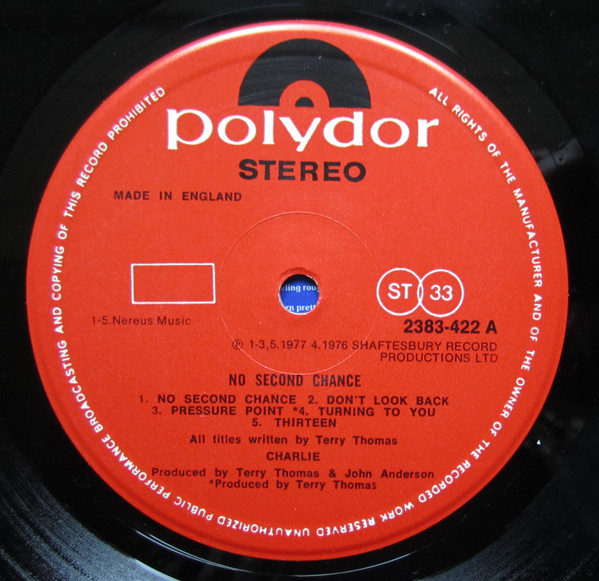 polydor
STEREO
MADE IN ENGLAND
ST 33
2383-422 A
1-5.Nereus Music
ling rou
rn prett
℗ 1-3,5.1977 4.1976 SHAFTESBURY RECORD
PRODUCTIONS LTD
NO SECOND CHANCE
1. NO SECOND CHANCE 2. DON'T LOOK BACK
3. PRESSURE POINT *4. TURNING TO YOU
5. THIRTEEN
All titles written by Terry Thomas
CHARLIE
Produced by Terry Thomas & John Anderson
*Produced by Terry Thomas
ALL RIGHTS OF THE MANUFACTURER AND OF THE OWNER OF THE RECORDED WORK RESERVED UNAUTHORIZED PUBLIC PERFORMANCE BROADCASTING AND COPYING OF THIS RECORD PROHIBITED